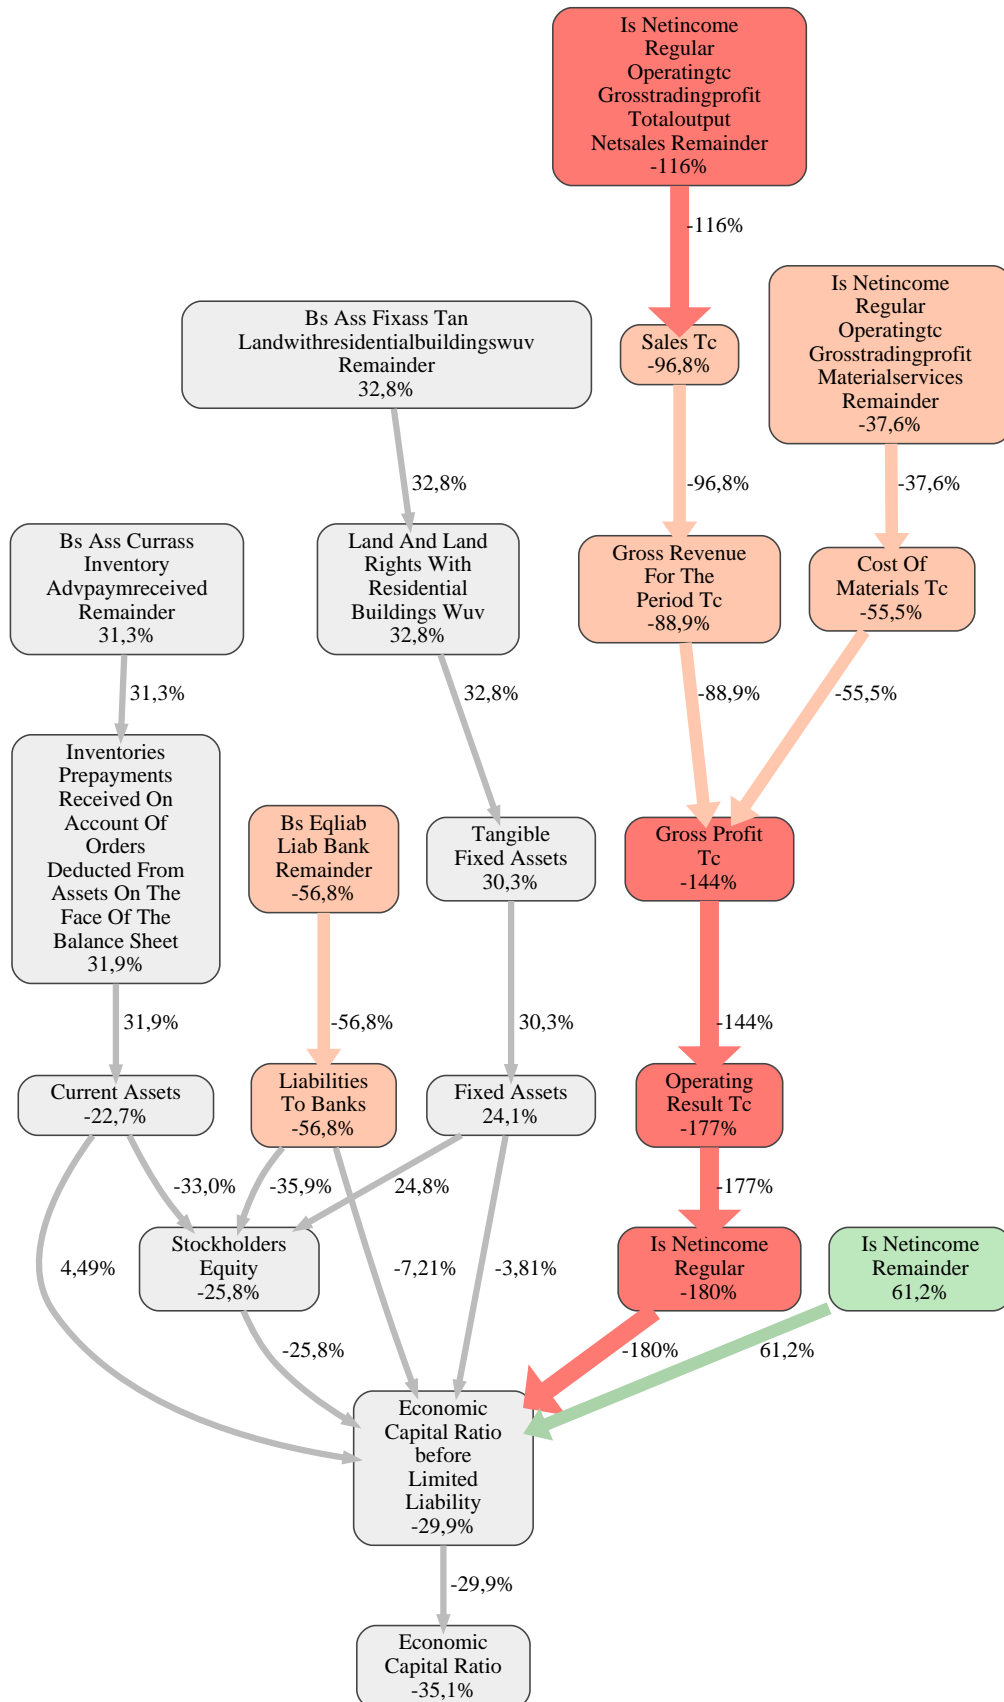 Is Netincome
Regular
Operatingtc
Grosstradingprofit
Totaloutput
Netsales Remainder
-116%
-116%
Bs Ass Fixass Tan
Landwithresidentialbuildingswuv
Remainder
32,8%
Sales Tc
-96,8%
Is Netincome
Regular
Operatingtc
Grosstradingprofit
Materialservices
Remainder
-37,6%
32,8%
-96,8%
-37,6%
Bs Ass Currass
Inventory
Advpaymreceived
Remainder
31,3%
Land And Land
Rights With
Residential
Buildings Wuv
32,8%
Gross Revenue
For The
Period Tc
-88,9%
Cost Of
Materials Tc
-55,5%
31,3%
32,8%
-88,9%
-55,5%
Inventories
Prepayments
Received On
Account Of
Orders
Deducted From
Assets On The
Face Of The
Balance Sheet
31,9%
Bs Eqliab
Liab Bank
Remainder
-56,8%
Tangible
Fixed Assets
30,3%
Gross Profit
Tc
-144%
31,9%
-56,8%
30,3%
-144%
Current Assets
-22,7%
Liabilities
To Banks
-56,8%
Fixed Assets
24,1%
Operating
Result Tc
-177%
-33,0%
-35,9%
24,8%
-177%
4,49%
Stockholders
Equity
-25,8%
-7,21%
-3,81%
Is Netincome
Regular
-180%
Is Netincome
Remainder
61,2%
-25,8%
-180%
61,2%
Economic
Capital Ratio
before
Limited
Liability
-29,9%
-29,9%
Economic
Capital Ratio
-35,1%